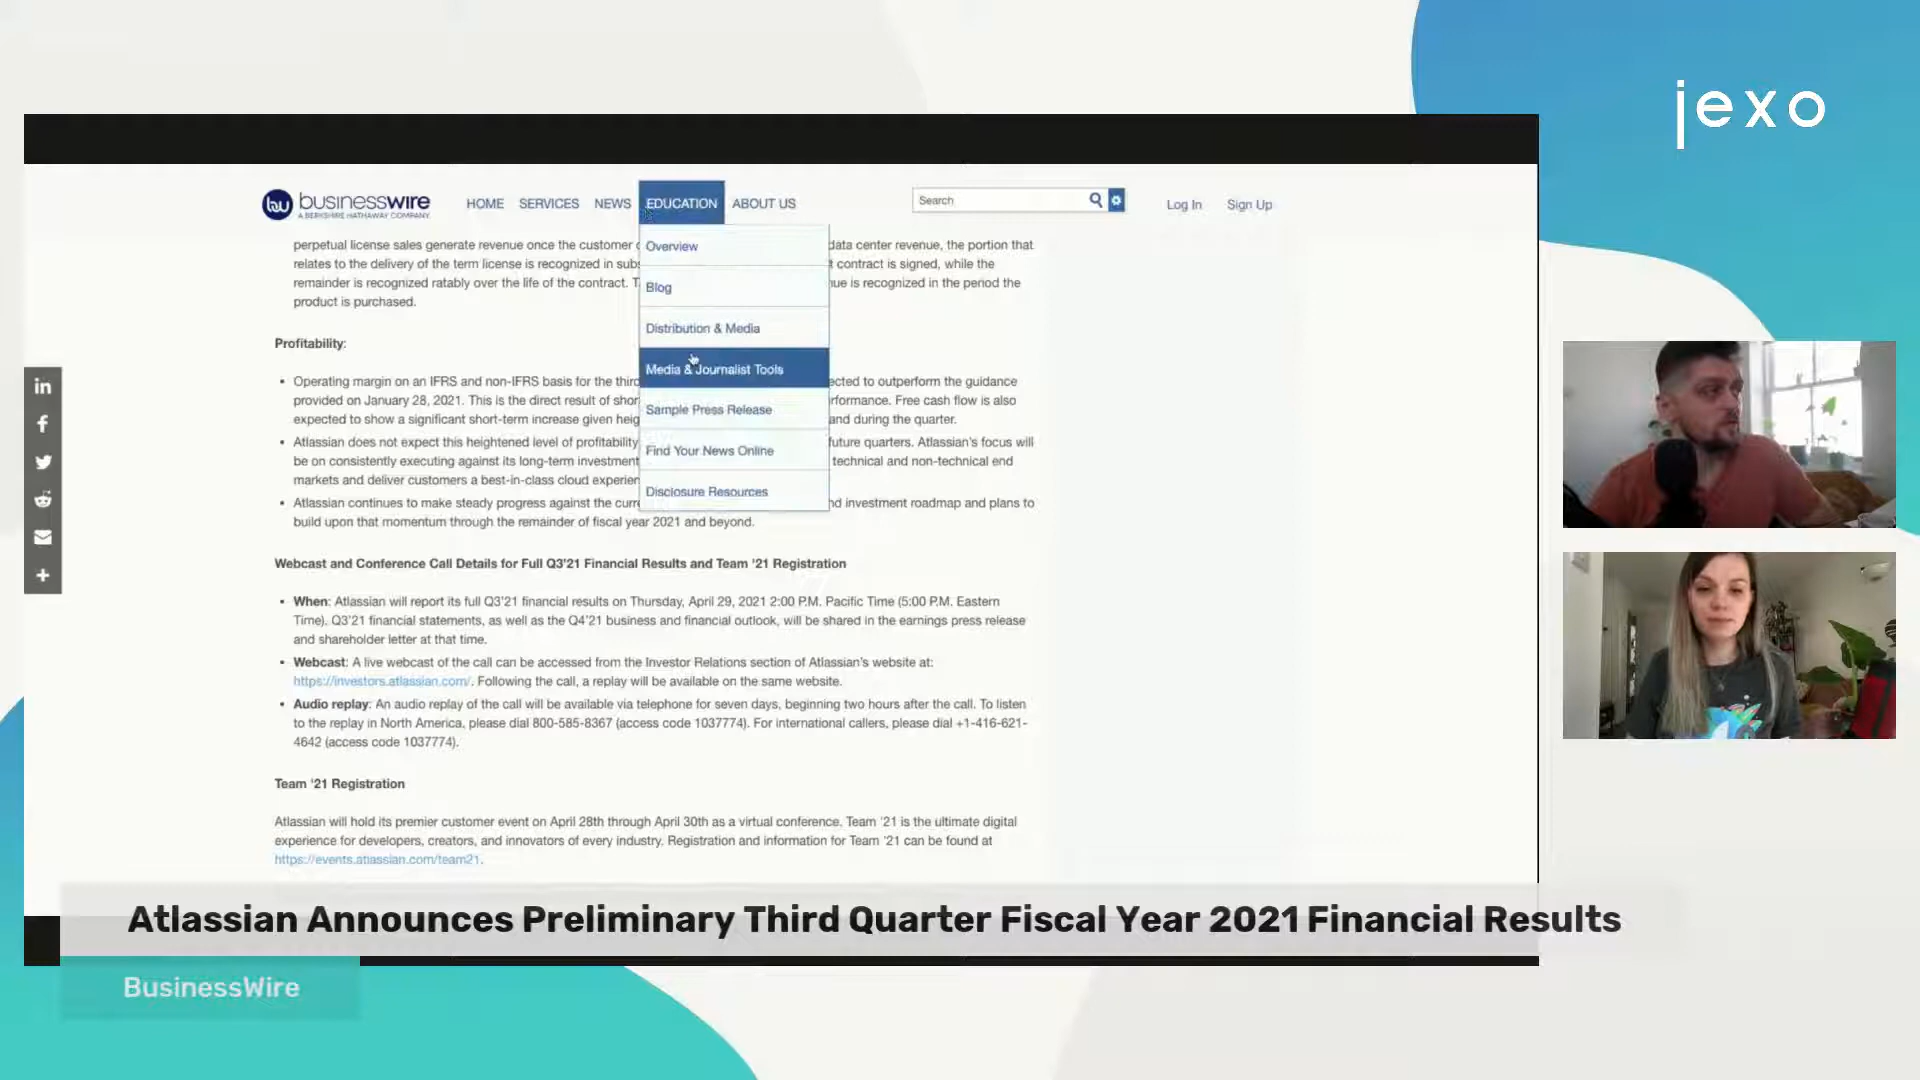 jexo
businesswire
A BERKSHIRE HATHAWAY COMPANY
HOME SERVICES NEWS EDUCATION ABOUT US
Search
Log In Sign Up
Overview
Blog
Distribution & Media
Media & Journalist Tools
Sample Press Release
Find Your News Online
Disclosure Resources
perpetual license sales generate revenue once the customer data center revenue, the portion that
relates to the delivery of the term license is recognized in contract is signed, while the
remainder is recognized ratably over the life of the contract. is recognized in the period the
product is purchased.
Profitability:
• Operating margin on an IFRS and non-IFRS basis for the third to outperform the guidance
provided on January 28, 2021. This is the direct result of Free cash flow is also
expected to show a significant short-term increase given and during the quarter.
• Atlassian does not expect this heightened level of profitability future quarters. Atlassian's focus will
be on consistently executing against its long-term investment technical and non-technical end
markets and deliver customers a best-in-class cloud
• Atlassian continues to make steady progress against the investment roadmap and plans to
build upon that momentum through the remainder of fiscal year 2021 and beyond.
Webcast and Conference Call Details for Full Q3'21 Financial Results and Team '21 Registration
• When: Atlassian will report its full Q3'21 financial results on Thursday, April 29, 2021 2:00 P.M. Pacific Time (5:00 P.M. Eastern
Time). Q3'21 financial statements, as well as the Q4'21 business and financial outlook, will be shared in the earnings press release
and shareholder letter at that time.
• Webcast: A live webcast of the call can be accessed from the Investor Relations section of Atlassian's website at:
https://investors.atlassian.com/. Following the call, a replay will be available on the same website.
• Audio replay: An audio replay of the call will be available via telephone for seven days, beginning two hours after the call. To listen
to the replay in North America, please dial 800-585-8367 (access code 1037774). For international callers, please dial +1-416-621-
4642 (access code 1037774).
Team '21 Registration
Atlassian will hold its premier customer event on April 28th through April 30th as a virtual conference. Team '21 is the ultimate digital
experience for developers, creators, and innovators of every industry. Registration and information for Team '21 can be found at
https://events.atlassian.com/team21.
Atlassian Announces Preliminary Third Quarter Fiscal Year 2021 Financial Results
BusinessWire